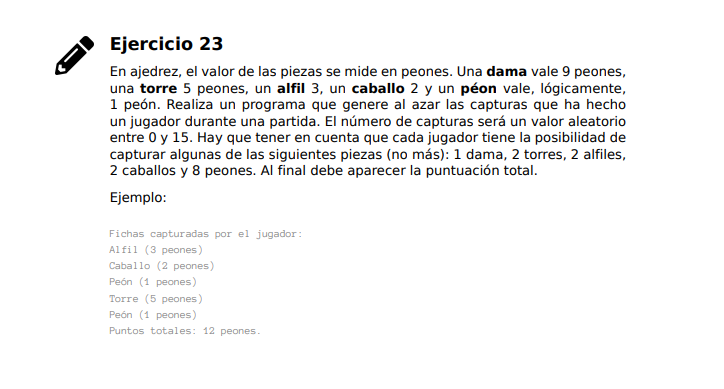 Ejercicio 23
En ajedrez, el valor de las piezas se mide en peones. Una dama vale 9 peones,
una torre 5 peones, un alfil 3, un caballo 2 y un péon vale, lógicamente,
1 peón. Realiza un programa que genere al azar las capturas que ha hecho
un jugador durante una partida. El número de capturas será un valor aleatorio
entre 0 y 15. Hay que tener en cuenta que cada jugador tiene la posibilidad de
capturar algunas de las siguientes piezas (no más): 1 dama, 2 torres, 2 alfiles,
2 caballos y 8 peones. Al final debe aparecer la puntuación total.
Ejemplo:
Fichas capturadas por el jugador:
Alfil (3 peones)
Caballo (2 peones)
Peón (1 peones)
Torre (5 peones)
Peón (1 peones)
Puntos totales: 12 peones.